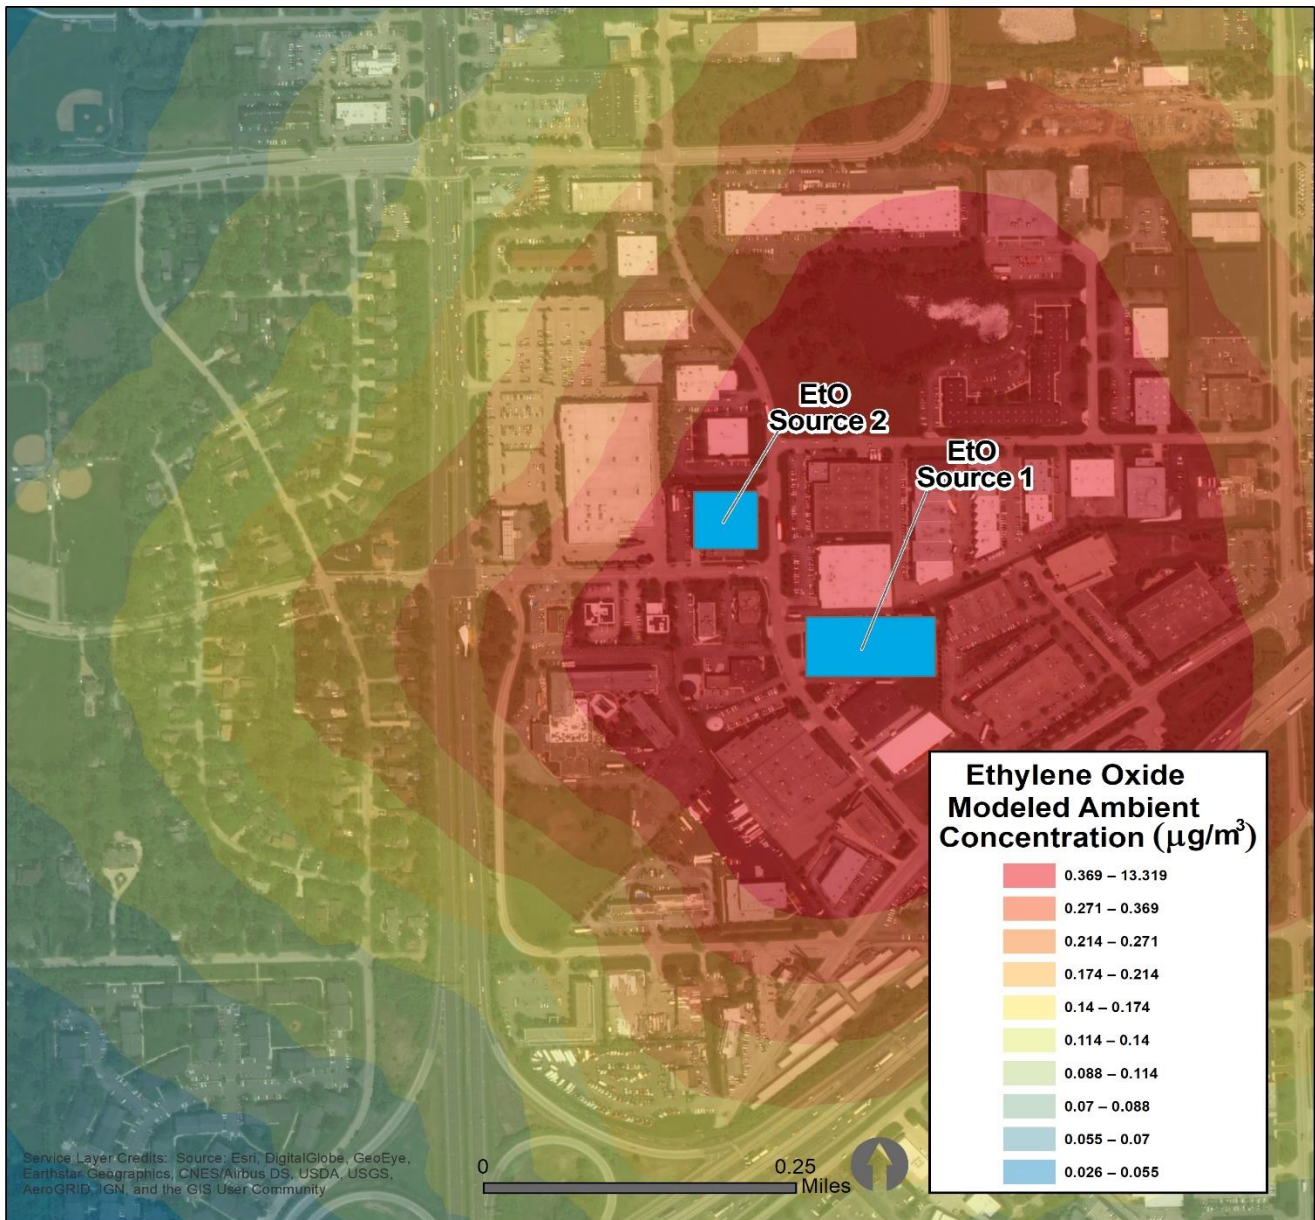 EtO
Source 2
EtO
Source 1
Ethylene Oxide
Modeled Ambient
Concentration (μg/m³)
0.369 – 13.319
0.271 – 0.369
0.214 – 0.271
0.174 – 0.214
0.14 – 0.174
0.114 – 0.14
0.088 – 0.114
0.07 – 0.088
0.055 – 0.07
0.026 – 0.055
Service Layer Credits: Source: Esri, DigitalGlobe, GeoEye,
Earthstar Geographics, CNES/Airbus DS, USDA, USGS,
AeroGRID, IGN, and the GIS User Community
0 0.25
Miles